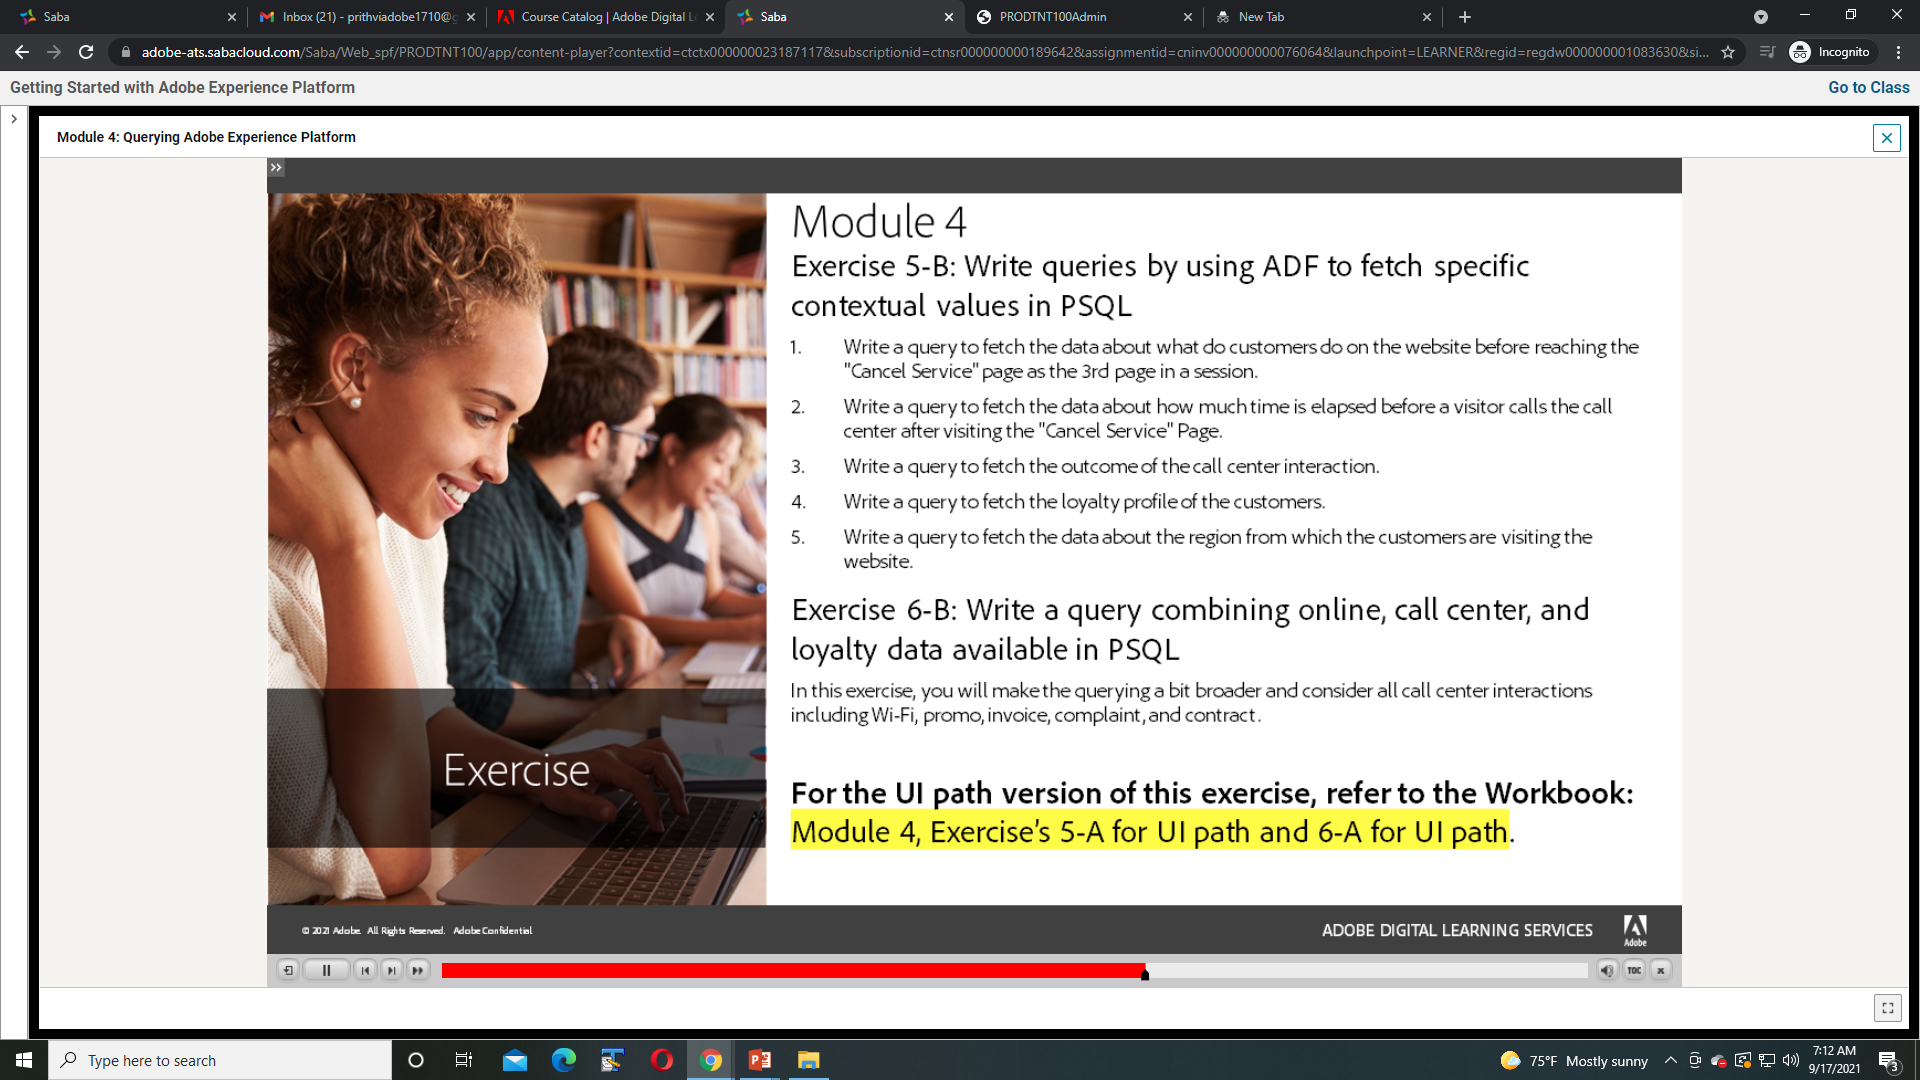 Saba
Inbox (21) - prithviadobe1710@g
Course Catalog | Adobe Digital L
Saba
PRODTNT100Admin
New Tab
adobe-ats.sabacloud.com/Saba/Web_spf/PRODTNT100/app/content-player?contextid=ctctx000000023187117&subscriptionid=ctnsr000000000189642&assignmentid=cninv000000000076064&launchpoint=LEARNER&regid=regdw000000001083630&si...
Incognito
Getting Started with Adobe Experience Platform
Go to Class
Module 4: Querying Adobe Experience Platform
Module 4
Exercise 5-B: Write queries by using ADF to fetch specific
contextual values in PSQL
1. Write a query to fetch the data about what do customers do on the website before reaching the
"Cancel Service" page as the 3rd page in a session.
2. Write a query to fetch the data about how much time is elapsed before a visitor calls the call
center after visiting the "Cancel Service" Page.
3. Write a query to fetch the outcome of the call center interaction.
4. Write a query to fetch the loyalty profile of the customers.
5. Write a query to fetch the data about the region from which the customers are visiting the
website.
Exercise 6-B: Write a query combining online, call center, and
loyalty data available in PSQL
In this exercise, you will make the querying a bit broader and consider all call center interactions
including Wi-Fi, promo, invoice, complaint, and contract.
Exercise
For the UI path version of this exercise, refer to the Workbook:
Module 4, Exercise's 5-A for UI path and 6-A for UI path.
© 2021 Adobe. All Rights Reserved. Adobe Confidential
ADOBE DIGITAL LEARNING SERVICES
Adobe
TOC
Type here to search
75°F Mostly sunny
7:12 AM
9/17/2021
3